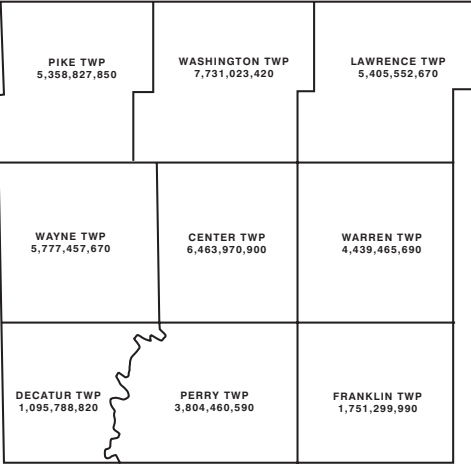 PIKE TWP
5,358,827,850
WASHINGTON TWP
7,731,023,420
LAWRENCE TWP
5,405,552,670
WAYNE TWP
5,777,457,670
CENTER TWP
6,463,970,900
WARREN TWP
4,439,465,690
DECATUR TWP
1,095,788,820
PERRY TWP
3,804,460,590
FRANKLIN TWP
1,751,299,990